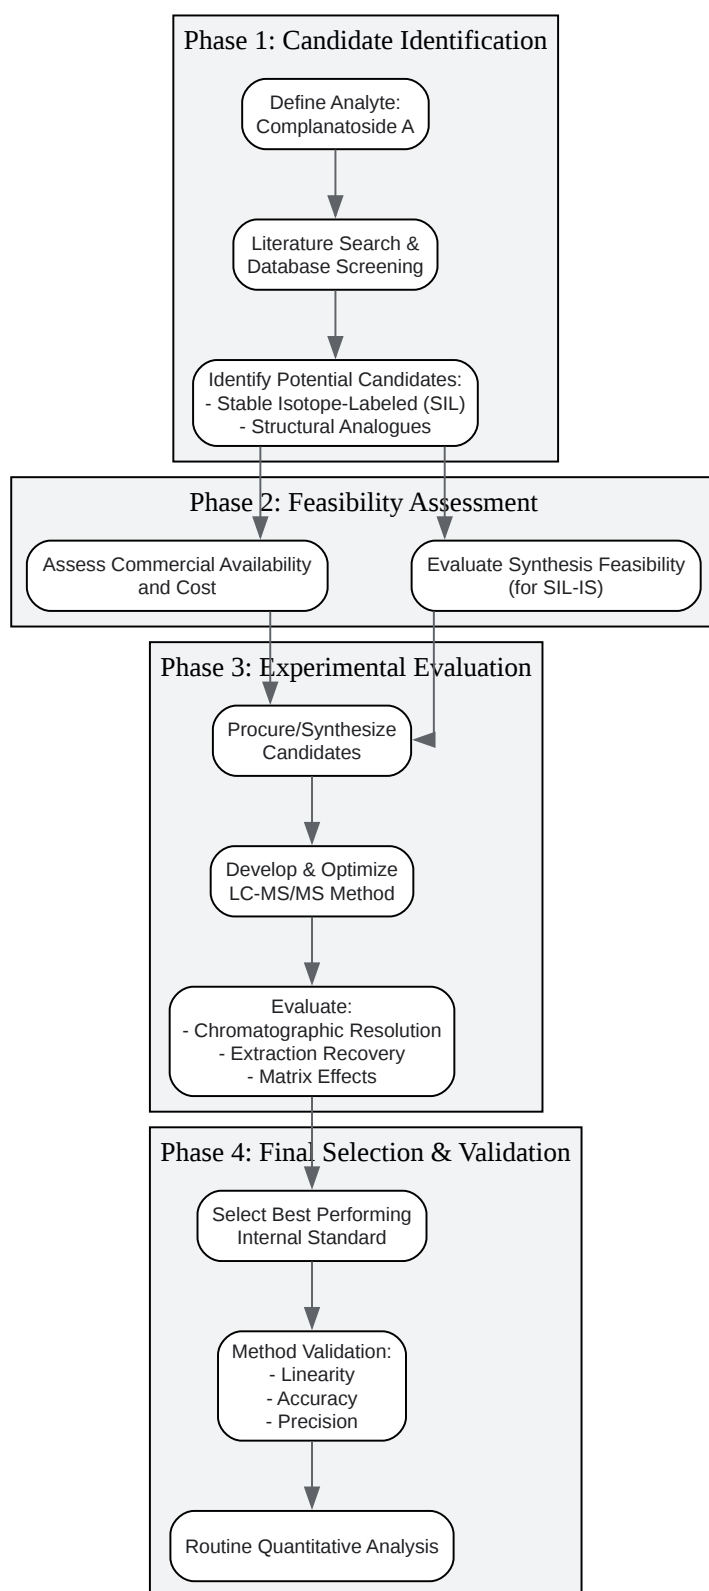 Phase 1: Candidate Identification
Define Analyte:
Complanatoside A
Literature Search &
Database Screening
Identify Potential Candidates:
- Stable Isotope-Labeled (SIL)
- Structural Analogues
Phase 2: Feasibility Assessment
Assess Commercial Availability
and Cost
Evaluate Synthesis Feasibility
(for SIL-IS)
Phase 3: Experimental Evaluation
Procure/Synthesize
Candidates
Develop & Optimize
LC-MS/MS Method
Evaluate:
- Chromatographic Resolution
- Extraction Recovery
- Matrix Effects
Phase 4: Final Selection & Validation
Select Best Performing
Internal Standard
Method Validation:
- Linearity
- Accuracy
- Precision
Routine Quantitative Analysis